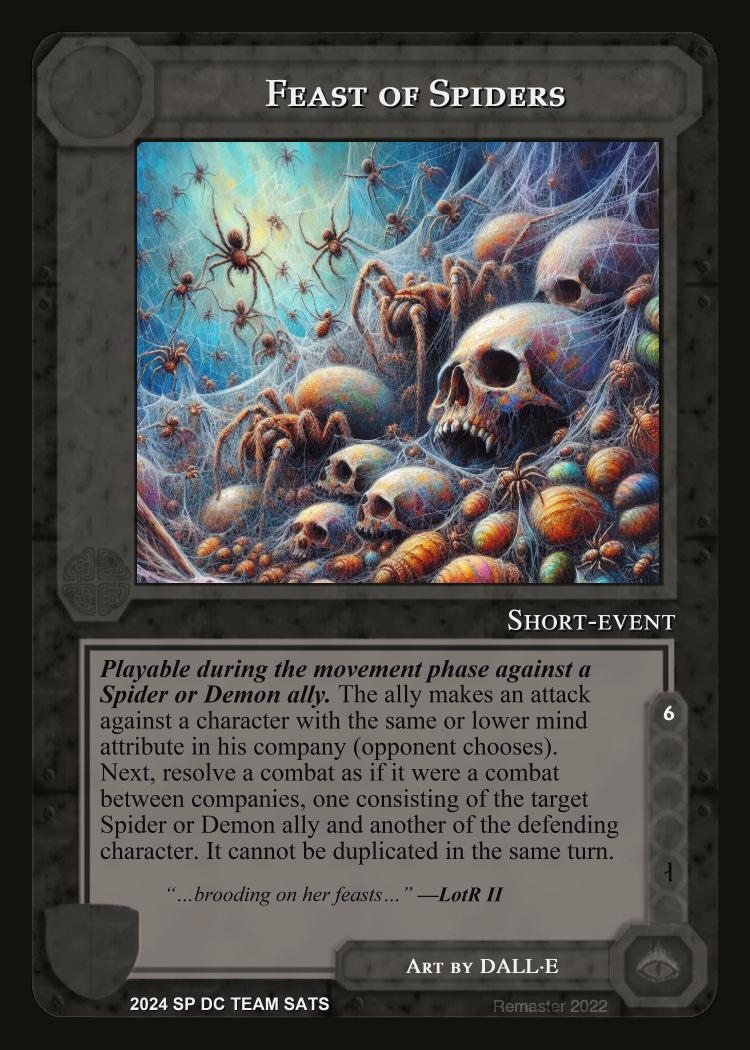 Feast of Spiders
Short-event
Playable during the movement phase against a
Spider or Demon ally. The ally makes an attack
against a character with the same or lower mind
attribute in his company (opponent chooses).
Next, resolve a combat as if it were a combat
between companies, one consisting of the target
Spider or Demon ally and another of the defending
character. It cannot be duplicated in the same turn.
6
“…brooding on her feasts…” —LotR II
Art by DALL·E
2024 SP DC TEAM SATS
Remaster 2022